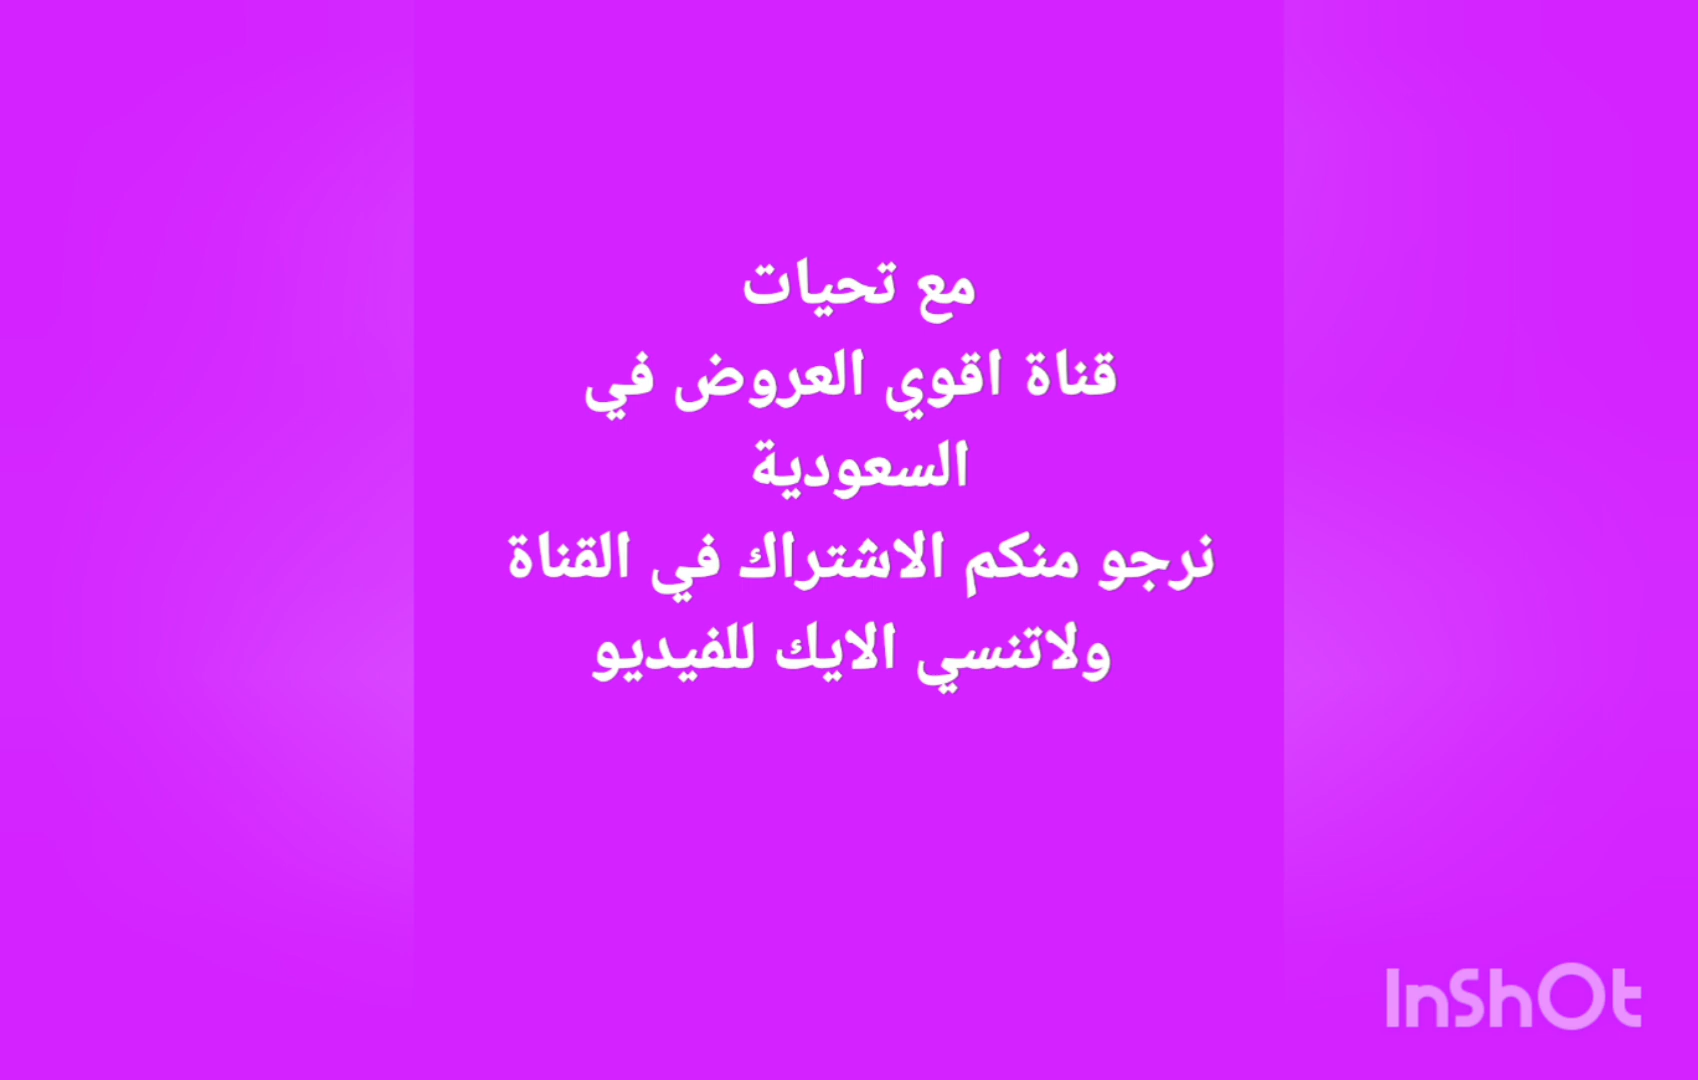 مع تحيات
قناة اقوي العروض في
السعودية
نرجو منكم الاشتراك في القناة
ولاتنسي الايك للفيديو
InShOt